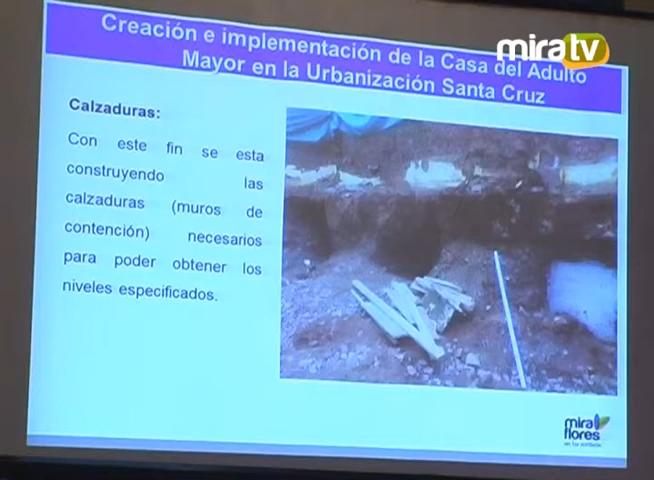 Creación e implementación de la Casa del Adulto
Mayor en la Urbanización Santa Cruz
miratv
Calzaduras:
Con este fin se esta
construyendo las
calzaduras (muros de
contención) necesarios
para poder obtener los
niveles especificados.
mira
flores